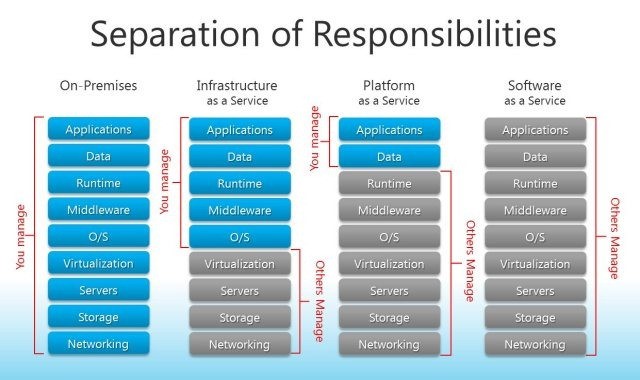 Separation of Responsibilities
On-Premises
Applications
Data
Runtime
Middleware
O/S
Virtualization
Servers
Storage
Networking
You manage
Infrastructure
as a Service
Applications
Data
Runtime
Middleware
O/S
Virtualization
Servers
Storage
Networking
You manage
Others Manage
Platform
as a Service
Applications
Data
Runtime
Middleware
O/S
Virtualization
Servers
Storage
Networking
You manage
Others Manage
Software
as a Service
Applications
Data
Runtime
Middleware
O/S
Virtualization
Servers
Storage
Networking
Others Manage